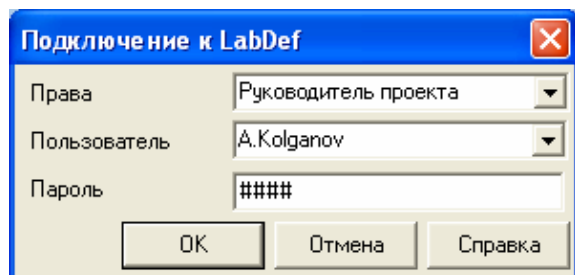 Подключение к LabDef
Права Руководитель проекта
Пользователь A.Kolganov
Пароль ####
OK Отмена Справка